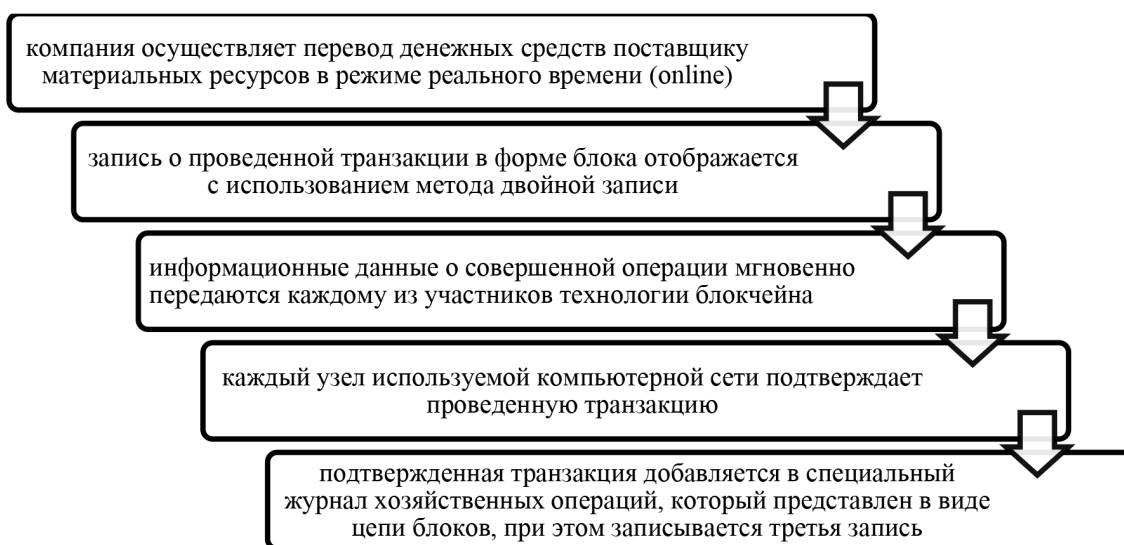 компания осуществляет перевод денежных средств поставщику
материальных ресурсов в режиме реального времени (online)
запись о проведенной транзакции в форме блока отображается
с использованием метода двойной записи
информационные данные о совершенной операции мгновенно
передаются каждому из участников технологии блокчейна
каждый узел используемой компьютерной сети подтверждает
проведенную транзакцию
подтвержденная транзакция добавляется в специальный
журнал хозяйственных операций, который представлен в виде
цепи блоков, при этом записывается третья запись